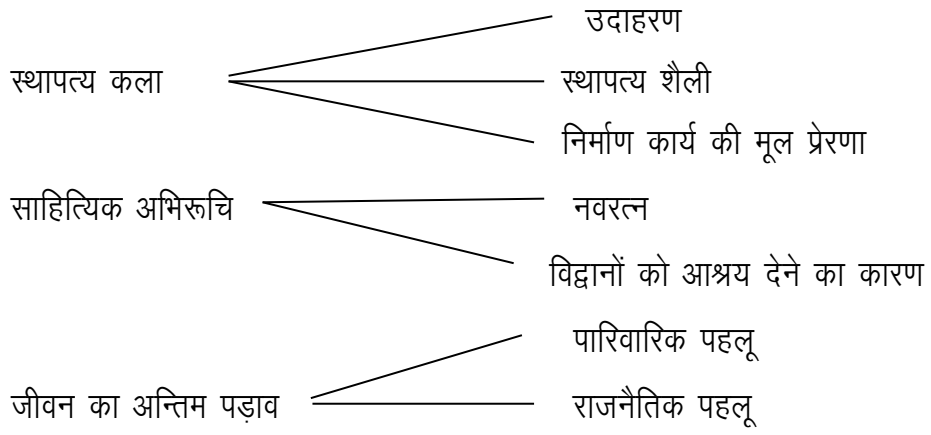 उदाहरण
स्थापत्य कला स्थापत्य शैली
निर्माण कार्य की मूल प्रेरणा
साहित्यिक अभिरूचि नवरत्न
विद्वानों को आश्रय देने का कारण
पारिवारिक पहलू
जीवन का अन्तिम पड़ाव राजनैतिक पहलू